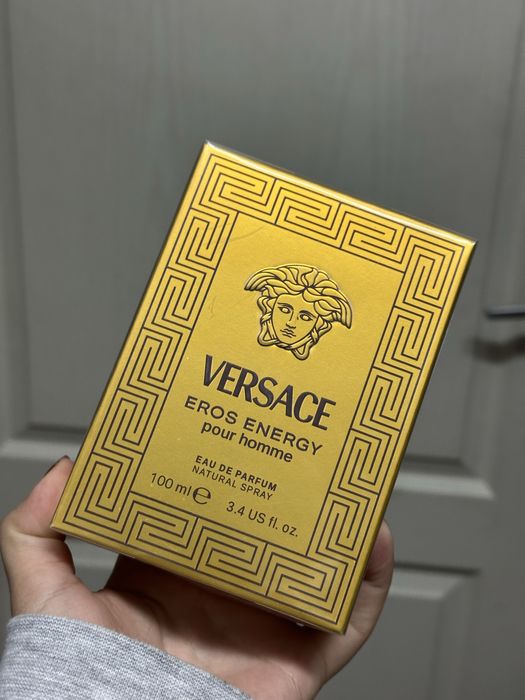 VERSACE
EROS ENERGY
pour homme
EAU DE PARFUM
NATURAL SPRAY
100 ml ℮ 3.4 US fl. oz.